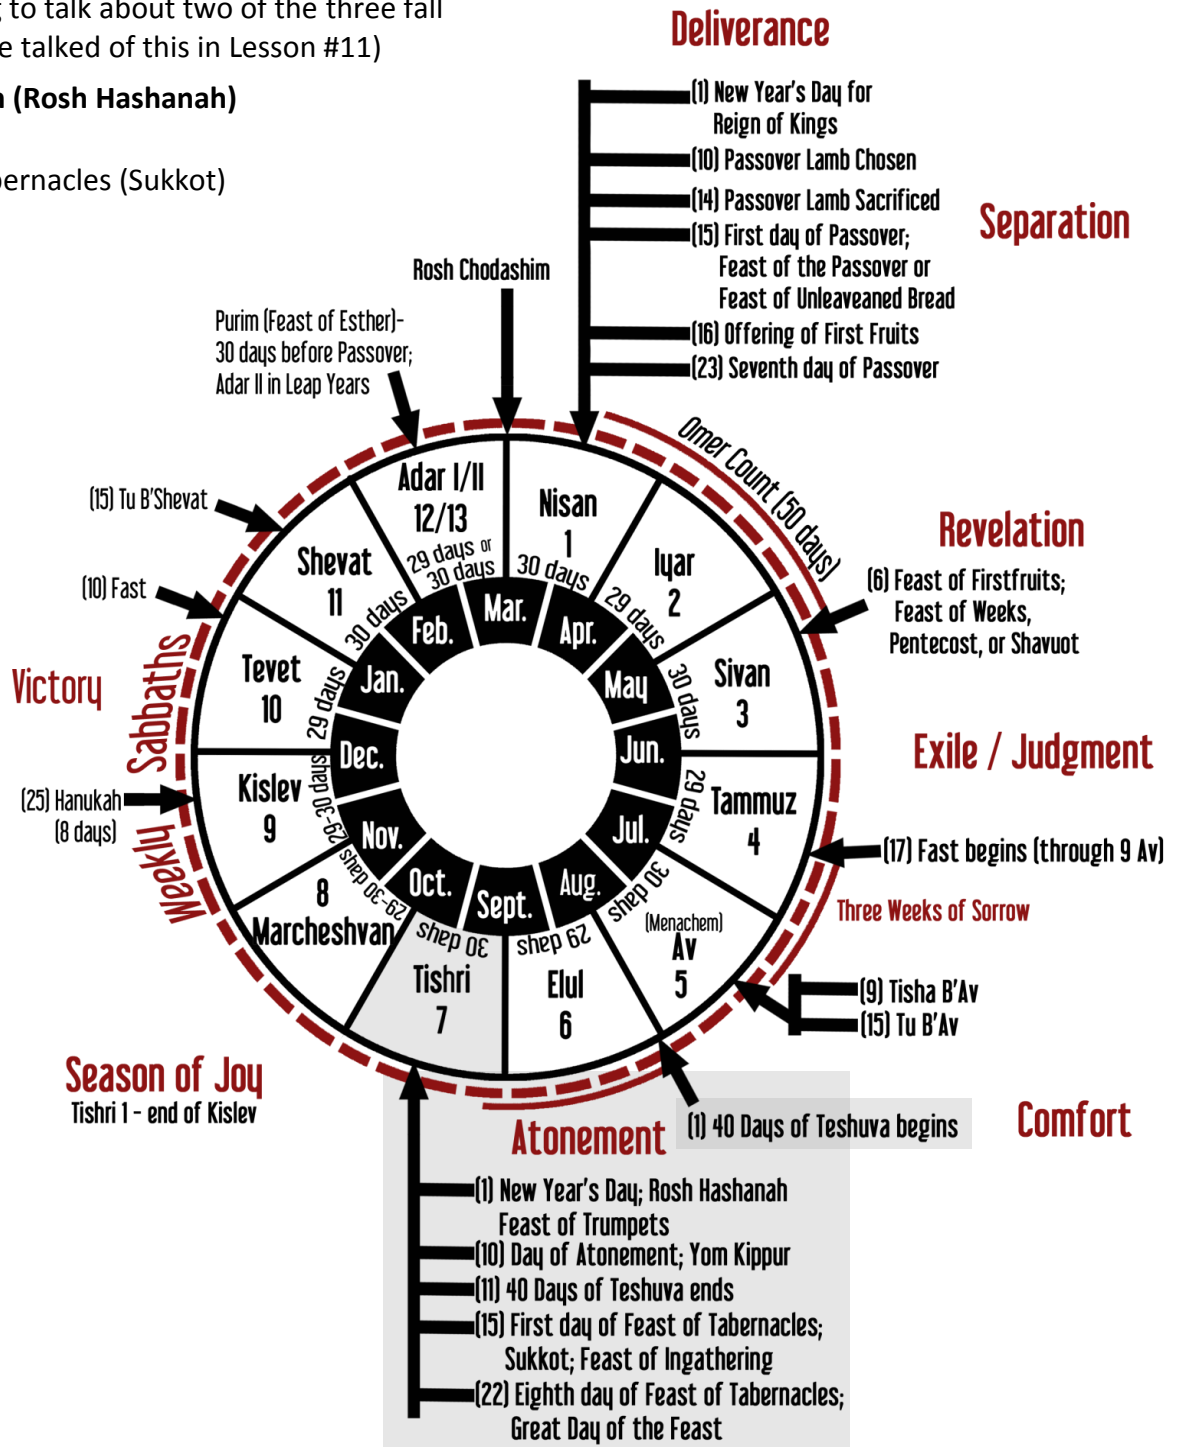 g to talk about two of the three fall
e talked of this in Lesson #11)
n (Rosh Hashanah)
bernacles (Sukkot)
Deliverance
(1) New Year's Day for
Reign of Kings
(10) Passover Lamb Chosen
(14) Passover Lamb Sacrificed
(15) First day of Passover;
Feast of the Passover or
Feast of Unleaveaned Bread
(16) Offering of First Fruits
(23) Seventh day of Passover
Separation
Rosh Chodashim
Purim (Feast of Esther)-
30 days before Passover;
Adar II in Leap Years
Omer Count (50 days)
(15) Tu B'Shevat
(10) Fast
Revelation
(6) Feast of Firstfruits;
Feast of Weeks,
Pentecost, or Shavuot
Victory
Weekly Sabbaths
(25) Hanukah
(8 days)
Exile / Judgment
(17) Fast begins (through 9 Av)
Three Weeks of Sorrow
(9) Tisha B'Av
(15) Tu B'Av
Nisan
1
30 days
Iyar
2
29 days
Sivan
3
30 days
Tammuz
4
29 days
(Menachem)
Av
5
30 days
Elul
6
29 days
Tishri
7
30 days
8
Marcheshvan
29-30 days
Kislev
9
29-30 days
Tevet
10
29 days
Shevat
11
30 days
Adar I/II
12/13
29 days or
30 days
Mar.
Apr.
May
Jun.
Jul.
Aug.
Sept.
Oct.
Nov.
Dec.
Jan.
Feb.
Season of Joy
Tishri 1 - end of Kislev
Comfort
(1) 40 Days of Teshuva begins
Atonement
(1) New Year's Day; Rosh Hashanah
Feast of Trumpets
(10) Day of Atonement; Yom Kippur
(11) 40 Days of Teshuva ends
(15) First day of Feast of Tabernacles;
Sukkot; Feast of Ingathering
(22) Eighth day of Feast of Tabernacles;
Great Day of the Feast